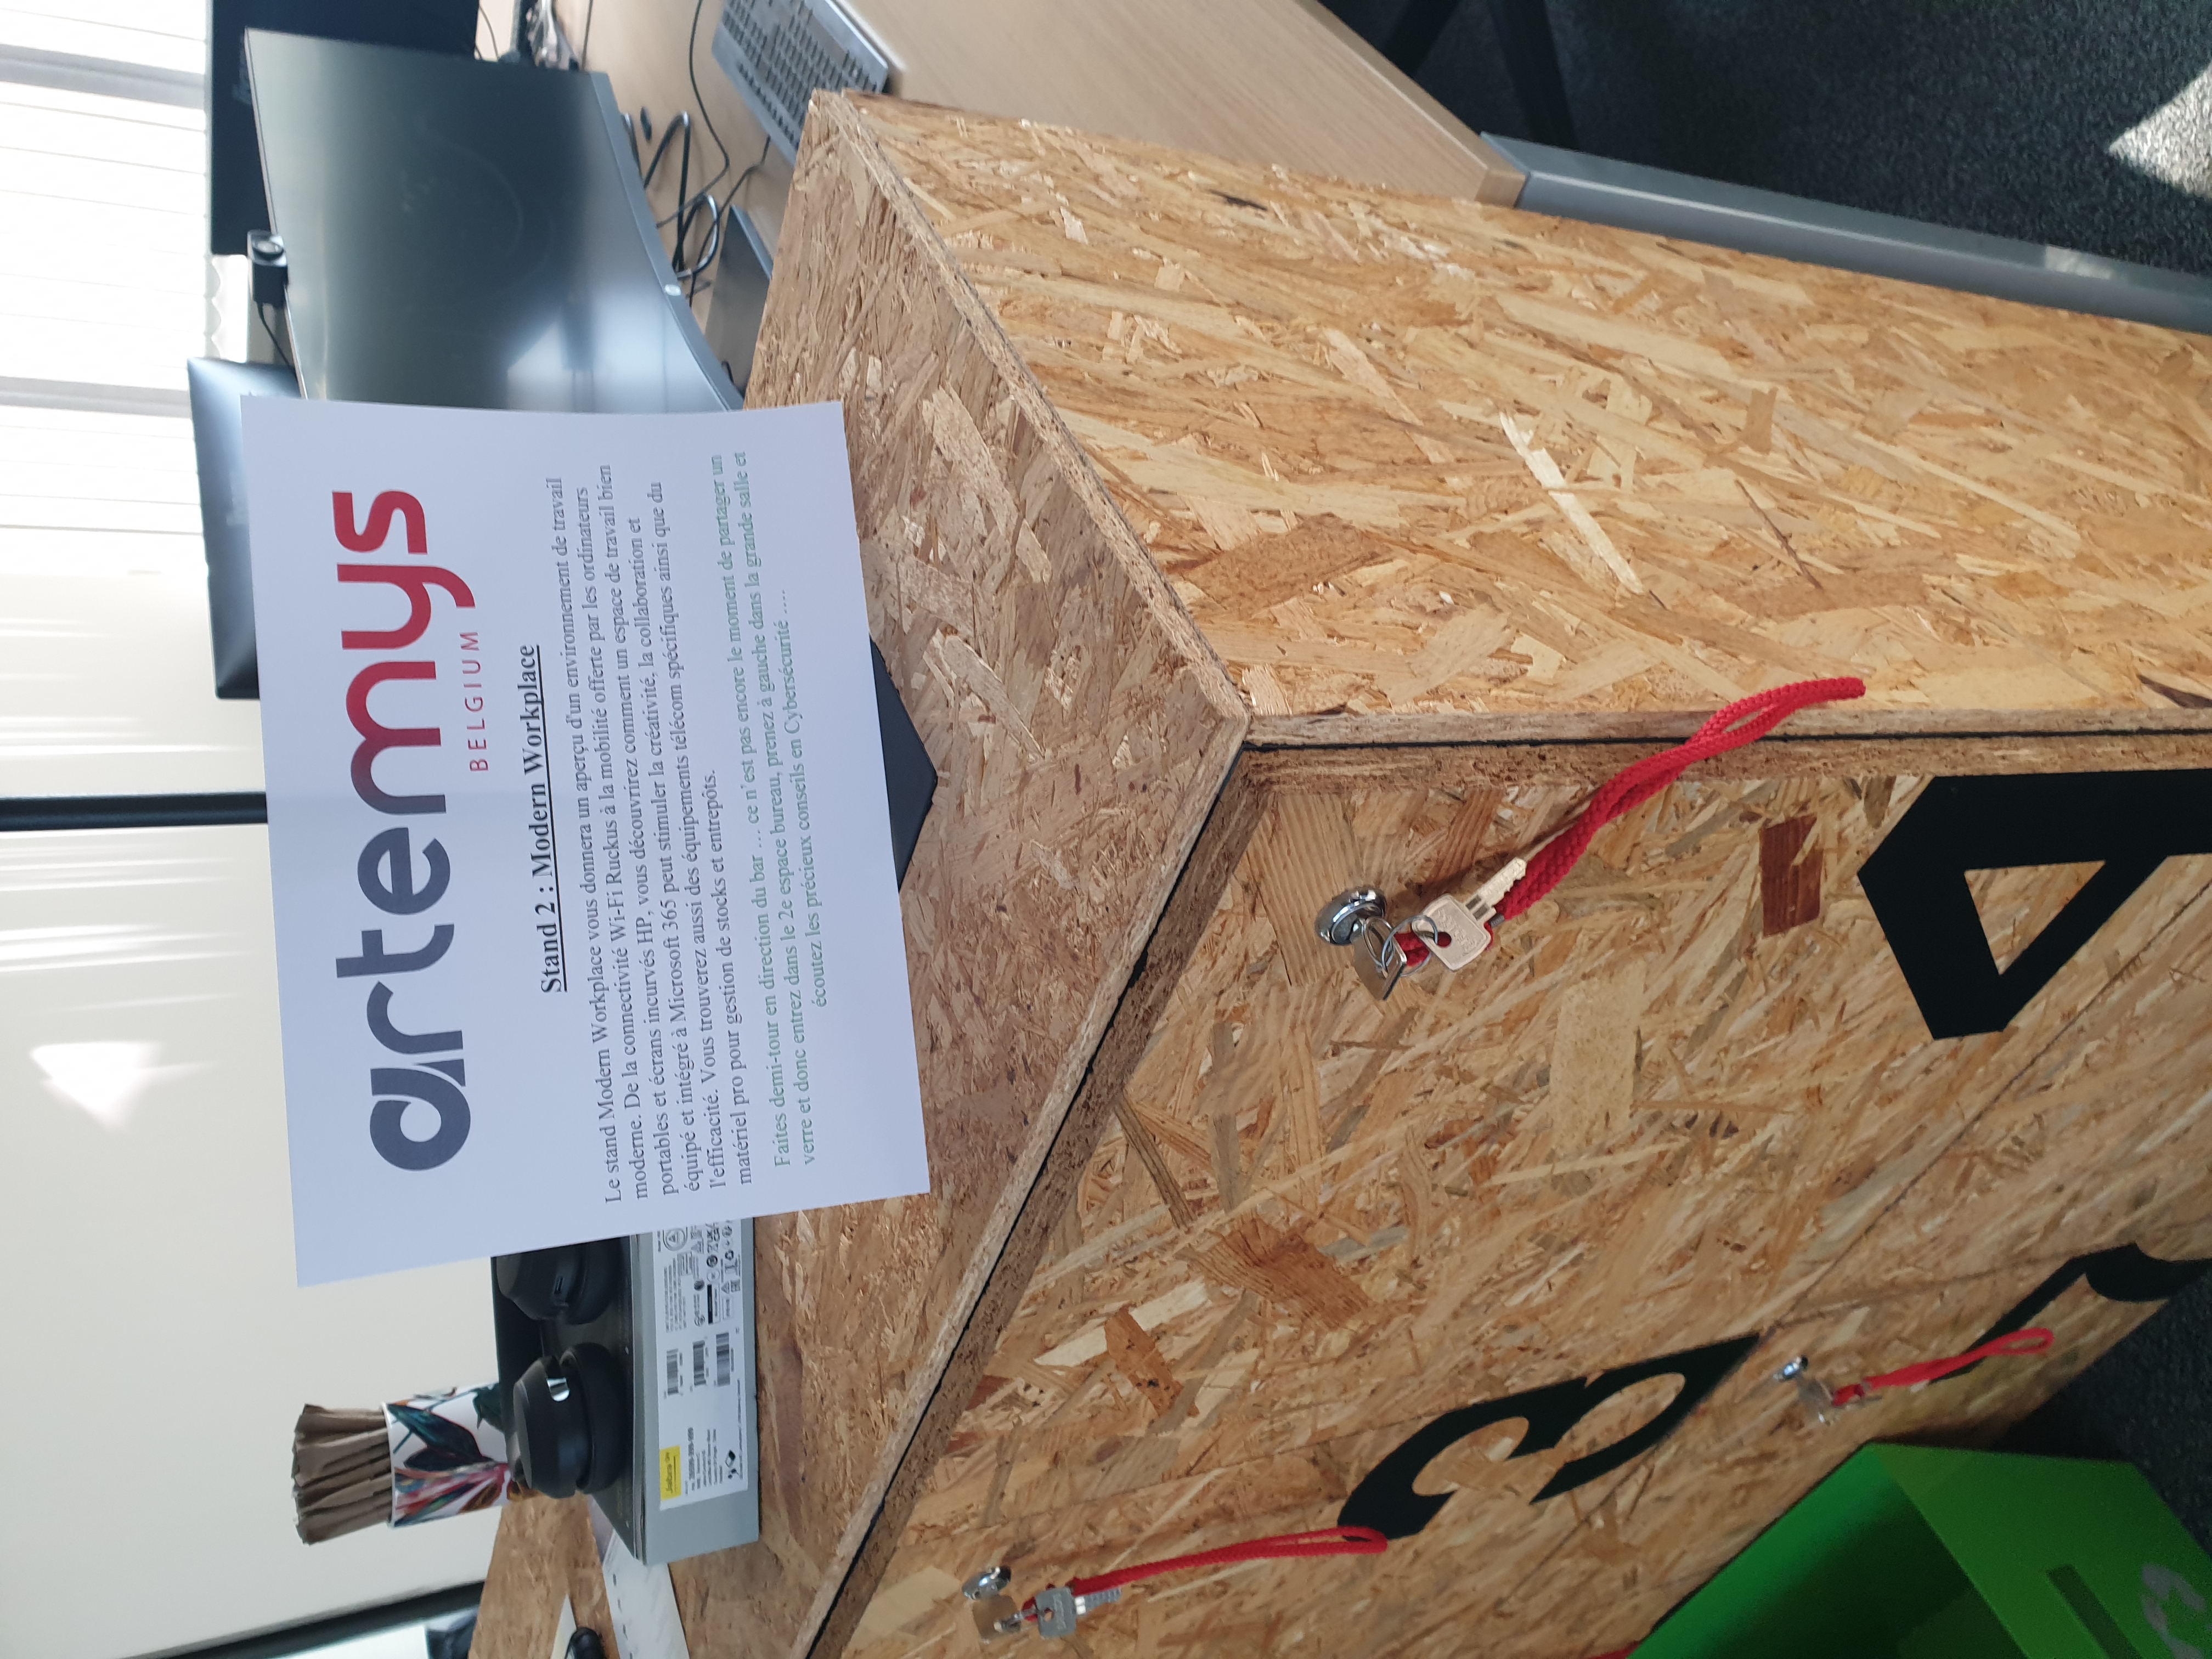 artemys
BELGIUM
Stand 2 : Modern Workplace
Le stand Modern Workplace vous donnera un aperçu d'un environnement de travail
moderne. De la connectivité Wi-Fi Ruckus à la mobilité offerte par les ordinateurs
portables et écrans incurvés HP, vous découvrirez comment un espace de travail bien
équipé et intégré à Microsoft 365 peut stimuler la créativité, la collaboration et
l'efficacité. Vous trouverez aussi des équipements télécom spécifiques ainsi que du
matériel pro pour gestion de stocks et entrepôts.
Faites demi-tour en direction du bar … ce n’est pas encore le moment de partager un
verre et donc entrez dans le 2e espace bureau, prenez à gauche dans la grande salle et
écoutez les précieux conseils en Cybersécurité ….
Jabra
3
4